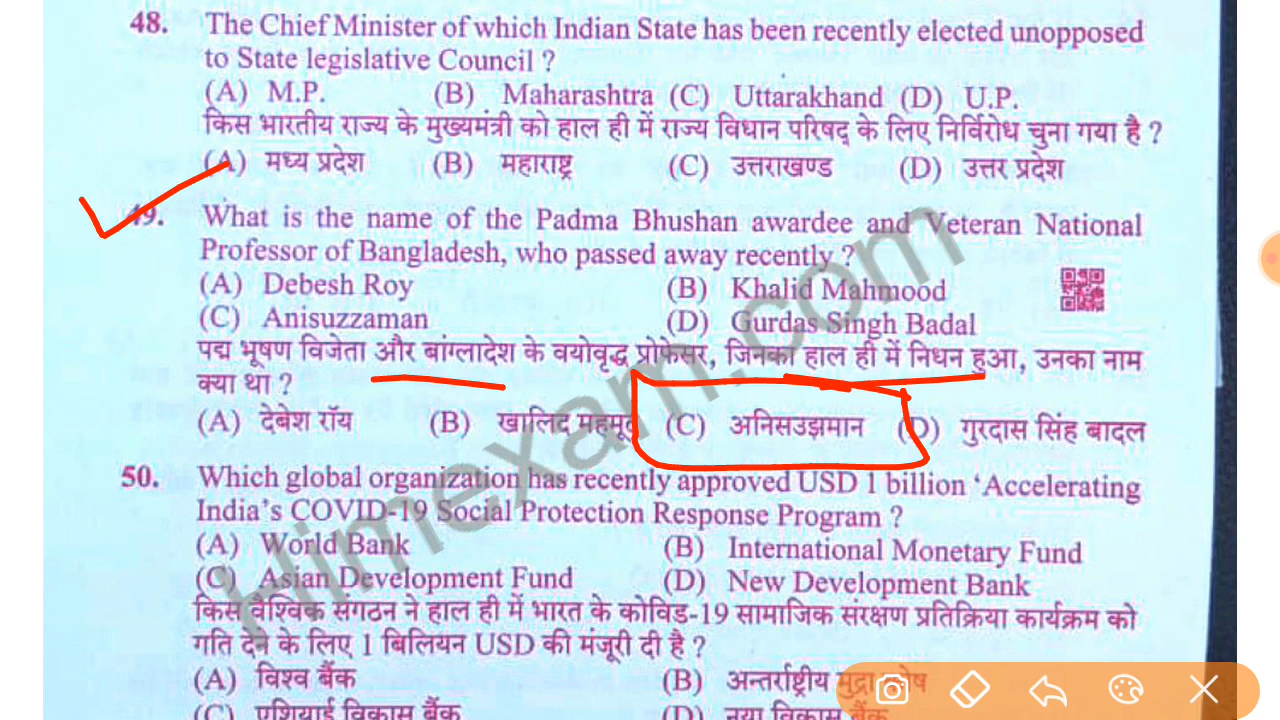 48. The Chief Minister of which Indian State has been recently elected unopposed
to State legislative Council ?
(A) M.P. (B) Maharashtra (C) Uttarakhand (D) U.P.
किस भारतीय राज्य के मुख्यमंत्री को हाल ही में राज्य विधान परिषद् के लिए निर्विरोध चुना गया है ?
(A) मध्य प्रदेश (B) महाराष्ट्र (C) उत्तराखण्ड (D) उत्तर प्रदेश
49. What is the name of the Padma Bhushan awardee and Veteran National
Professor of Bangladesh, who passed away recently ?
(A) Debesh Roy (B) Khalid Mahmood
(C) Anisuzzaman (D) Gurdas Singh Badal
पद्म भूषण विजेता और बांग्लादेश के वयोवृद्ध प्रोफेसर, जिनका हाल ही में निधन हुआ, उनका नाम
क्या था ?
(A) देबेश रॉय (B) खालिद महमूद (C) अनिसउझमान (D) गुरदास सिंह बादल
50. Which global organization has recently approved USD 1 billion ‘Accelerating
India’s COVID-19 Social Protection Response Program ?
(A) World Bank (B) International Monetary Fund
(C) Asian Development Fund (D) New Development Bank
किस वैश्विक संगठन ने हाल ही में भारत के कोविड-19 सामाजिक संरक्षण प्रतिक्रिया कार्यक्रम को
गति देने के लिए 1 बिलियन USD की मंजूरी दी है ?
(A) विश्व बैंक (B) अन्तर्राष्ट्रीय मुद्रा कोष
(C) एशियाई विकास बैंक (D) नया विकास बैंक
Himexam.com